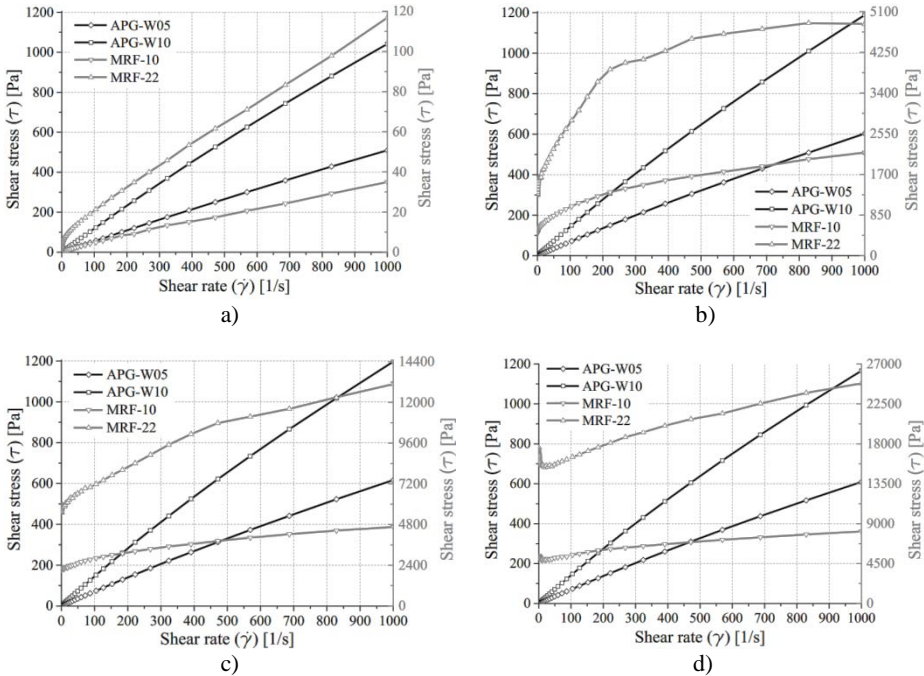 1200
1000
800
600
400
200
0
120
100
80
60
40
20
0
Shear stress (τ) [Pa]
Shear stress (τ) [Pa]
APG-W05
APG-W10
MRF-10
MRF-22
0 100 200 300 400 500 600 700 800 900 1000
Shear rate (γ̇) [1/s]
a)
1200
1000
800
600
400
200
0
5100
4250
3400
2550
1700
850
0
Shear stress (τ) [Pa]
Shear stress (τ) [Pa]
APG-W05
APG-W10
MRF-10
MRF-22
0 100 200 300 400 500 600 700 800 900 1000
Shear rate (γ) [1/s]
b)
1200
1000
800
600
400
200
0
14400
12000
9600
7200
4800
2400
0
Shear stress (τ) [Pa]
Shear stress (τ) [Pa]
APG-W05
APG-W10
MRF-10
MRF-22
0 100 200 300 400 500 600 700 800 900 1000
Shear rate (γ̇) [1/s]
c)
1200
1000
800
600
400
200
0
27000
22500
18000
13500
9000
4500
0
Shear stress (τ) [Pa]
Shear stress (τ) [Pa]
APG-W05
APG-W10
MRF-10
MRF-22
0 100 200 300 400 500 600 700 800 900 1000
Shear rate (γ) [1/s]
d)